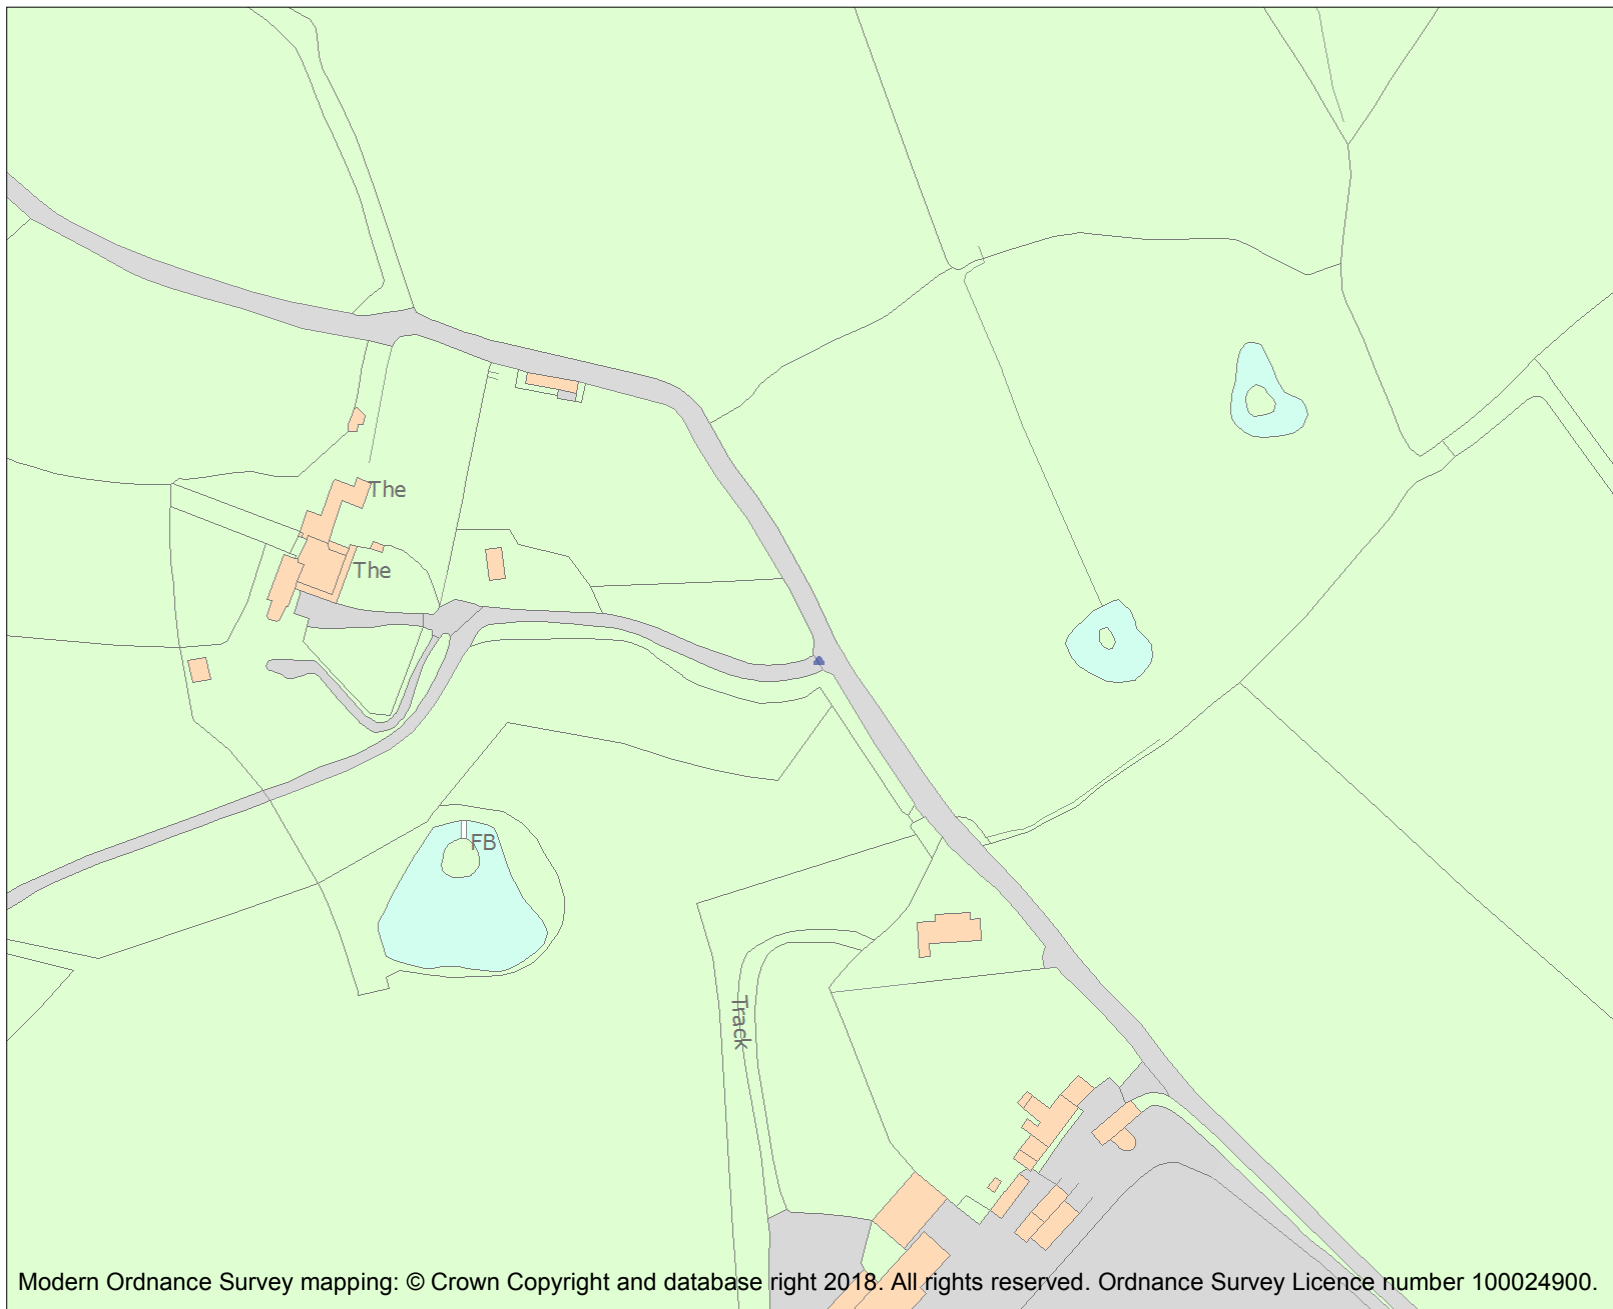 The
The
FB
Track
Modern Ordnance Survey mapping: © Crown Copyright and database right 2018. All rights reserved. Ordnance Survey Licence number 100024900.